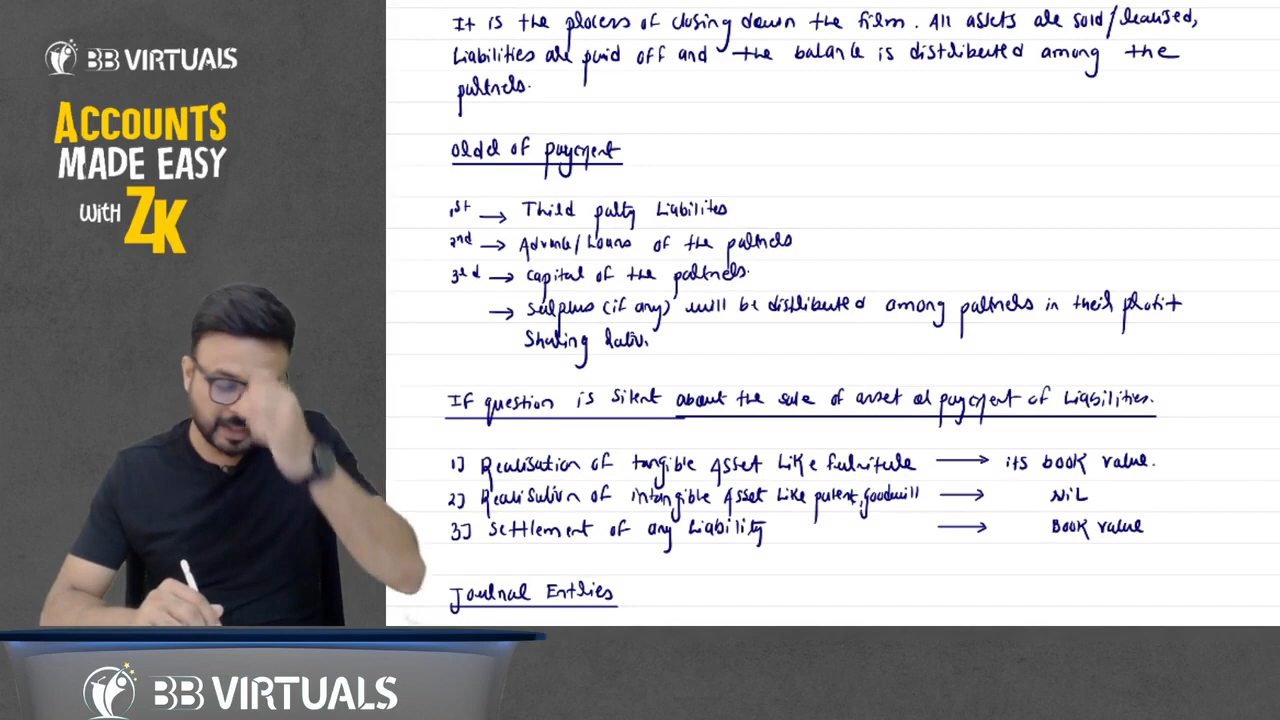 BB VIRTUALS
ACCOUNTS
MADE EASY
WITH ZK
It is the process of closing down the firm. All assets are sold/realised,
Liabilities are paid off and the balance is distributed among the
partners.
Order of payment
1st → Third party Liabilites
2nd → Advance/Loans of the partners
3rd → Capital of the partners.
→ Surplus (if any) will be distributed among partners in their profit
Sharing ratio.
If question is silent about the sale of asset or payment of Liabilities.
1] Realisation of tangible Asset Like furniture → its book value.
2] Realisation of intangible Asset Like patent, goodwill → NIL
3] Settlement of any Liability → Book value
Journal Entries
BB VIRTUALS